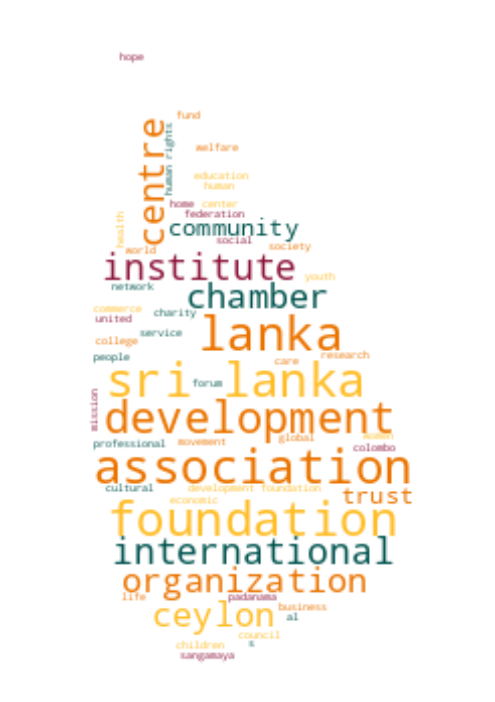 hope
fund
centre
human rights
welfare
education
human
home center
federation
health
community
social
society
world
institute
youth
network
chamber
commerce
charity
united
lanka
service
college
people
research
care
sri lanka
forum
mission
development
women
global
professional
movement
colombo
association
cultural
development foundation
trust
economic
foundation
international
organization
life
padanama
business
ceylon
al
council
s
children
sangamaya